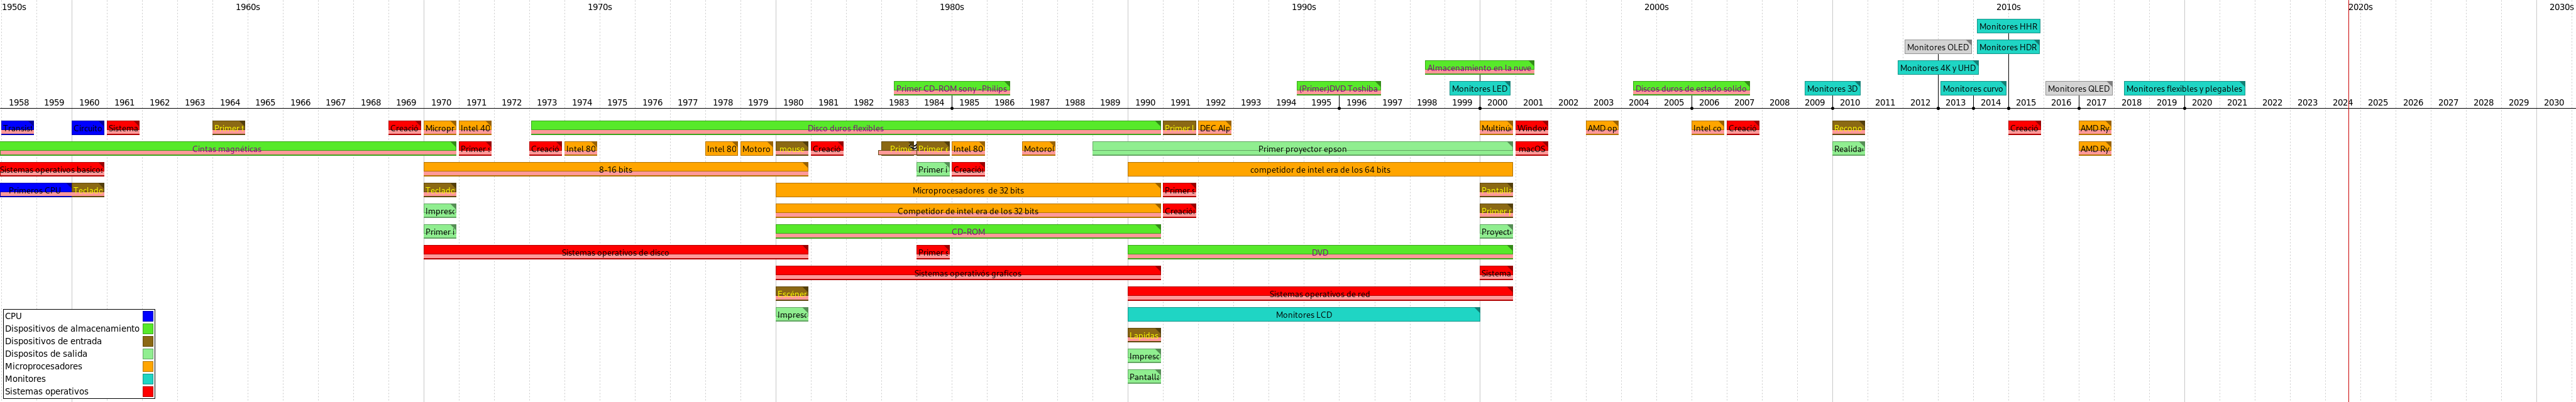 1950s 1960s 1970s 1980s 1990s 2000s 2010s 2020s 2030s
Monitores HHR
Monitores OLED Monitores HDR
Almacenamiento en la nuve Monitores 4K y UHD
Primer CD-ROM sony -Philips (Primer)DVD Toshiba Monitores LED Discos duros de estado solido Monitores 3D Monitores curvo Monitores QLED Monitores flexibles y plegables
1958 1959 1960 1961 1962 1963 1964 1965 1966 1967 1968 1969 1970 1971 1972 1973 1974 1975 1976 1977 1978 1979 1980 1981 1982 1983 1984 1985 1986 1987 1988 1989 1990 1991 1992 1993 1994 1995 1996 1997 1998 1999 2000 2001 2002 2003 2004 2005 2006 2007 2008 2009 2010 2011 2012 2013 2014 2015 2016 2017 2018 2019 2020 2021 2022 2023 2024 2025 2026 2027 2028 2029 2030
Sistema Primer Creació Micropr Intel 40 Disco duros flexibles Primer DEC Alp Multinu Window AMD op Intel co Creació Recono Creació AMD Ry
Cintas magnéticas Primer Creació Intel 80 Intel 80 Motoro mouse Creació Primer Primer Intel 80 Motorol Primer proyector epson macOS Realida AMD Ry
Sistemas operativos basico 8-16 bits Primer Creació competidor de intel era de los 64 bits
Primeras CPU Teclado Teclado Microprocesadores de 32 bits Primer Pantalla
Impreso Competidor de intel era de los 32 bits Creació Primer
Primer CD-ROM Proyect
Sistemas operativos de disco Primer DVD
Sistemas operativos graficos Sistema
Escáner Sistemas operativos de red
CPU Impreso Monitores LCD
Dispositivos de almacenamiento
Dispositivos de entrada Lapidas
Dispositos de salida Impreso
Microprocesadores
Monitores Pantalla
Sistemas operativos